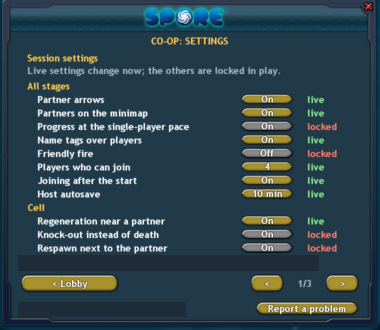 SPORE
CO-OP: SETTINGS
Session settings
Live settings change now; the others are locked in play.
All stages
Partner arrows On live
Partners on the minimap On live
Progress at the single-player pace On locked
Name tags over players On live
Friendly fire Off locked
Players who can join 4 live
Joining after the start On live
Host autosave 10 min live
Cell
Regeneration near a partner On live
Knock-out instead of death On locked
Respawn next to the partner On locked
< Lobby < 1/3 >
Report a problem